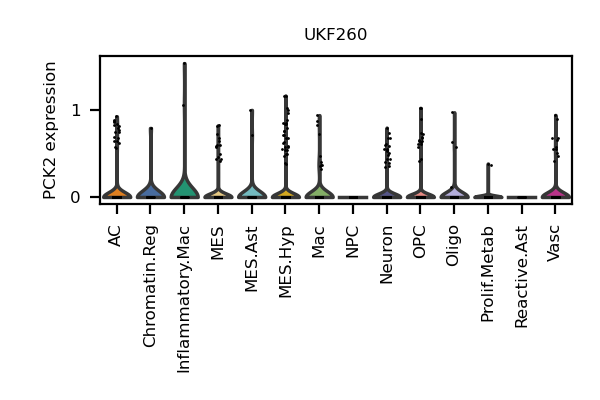 UKF260
PCK2 expression
1
0
AC
Chromatin.Reg
Inflammatory.Mac
MES
MES.Ast
MES.Hyp
Mac
NPC
Neuron
OPC
Oligo
Prolif.Metab
Reactive.Ast
Vasc